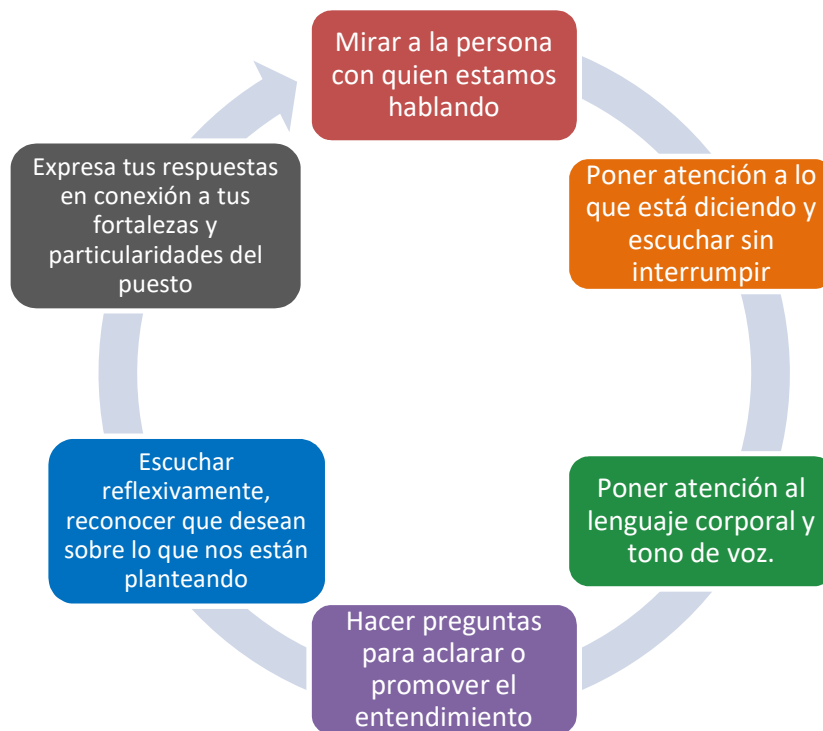 Mirar a la persona
con quien estamos
hablando
Poner atención a lo
que está diciendo y
escuchar sin
interrumpir
Poner atención al
lenguaje corporal y
tono de voz.
Hacer preguntas
para aclarar o
promover el
entendimiento
Escuchar
reflexivamente,
reconocer que desean
sobre lo que nos están
planteando
Expresa tus respuestas
en conexión a tus
fortalezas y
particularidades del
puesto